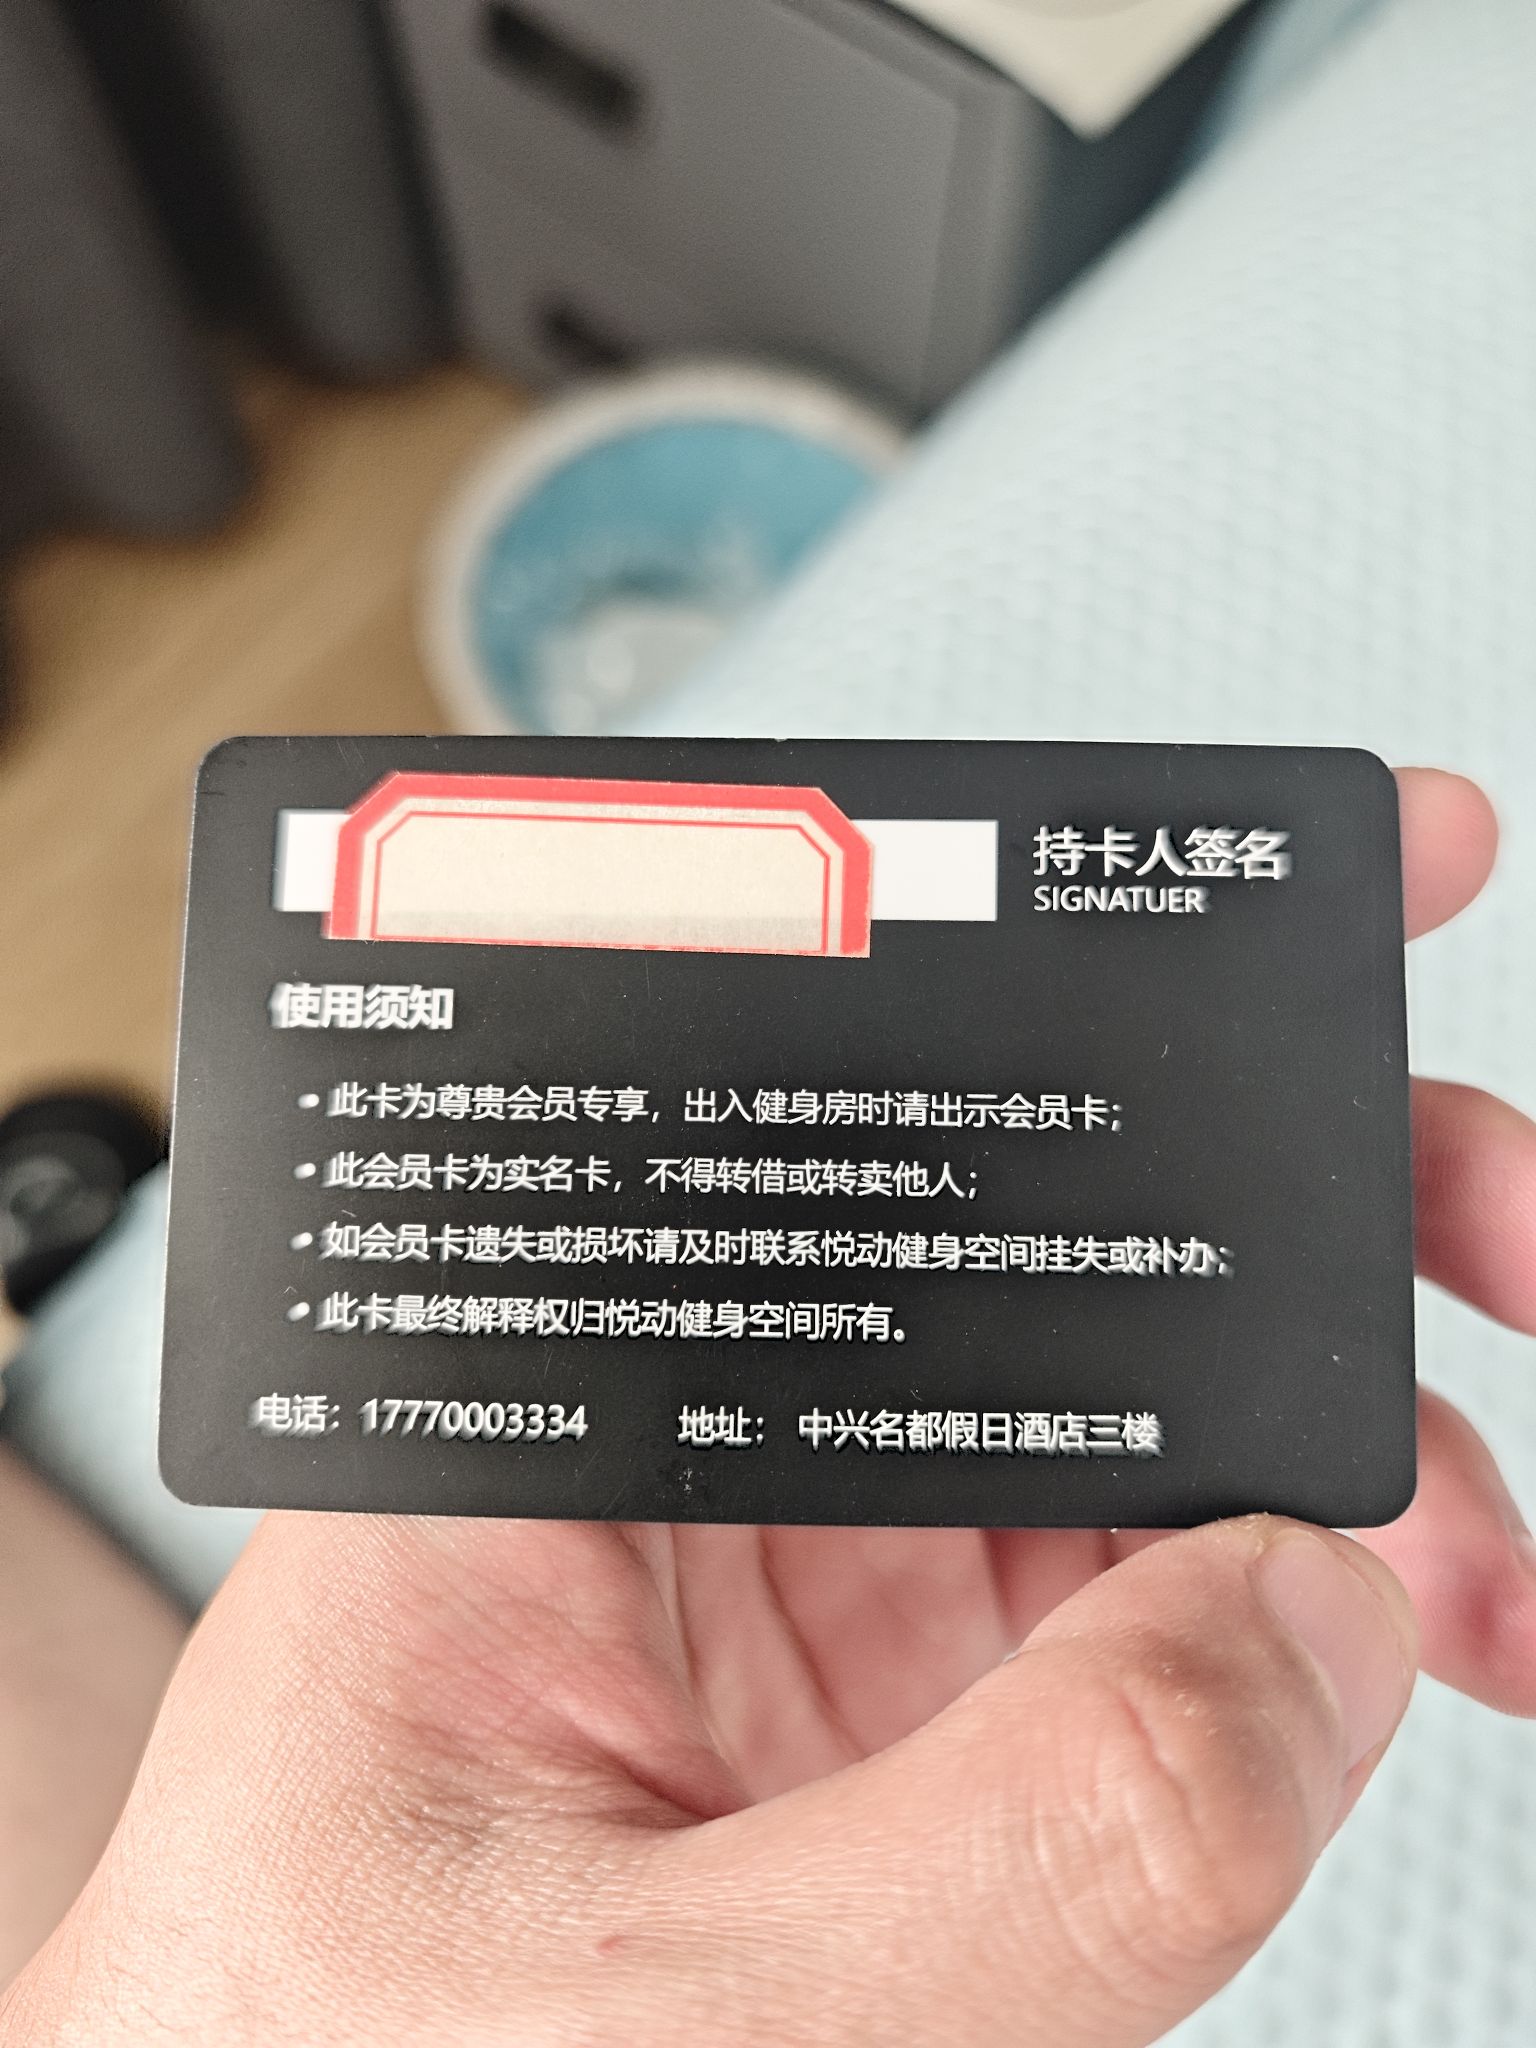 持卡人签名
SIGNATUER
使用须知
• 此卡为尊贵会员专享，出入健身房时请出示会员卡；
• 此会员卡为实名卡，不得转借或转卖他人；
• 如会员卡遗失或损坏请及时联系悦动健身空间挂失或补办；
• 此卡最终解释权归悦动健身空间所有。
电话：17770003334 地址： 中兴名都假日酒店三楼